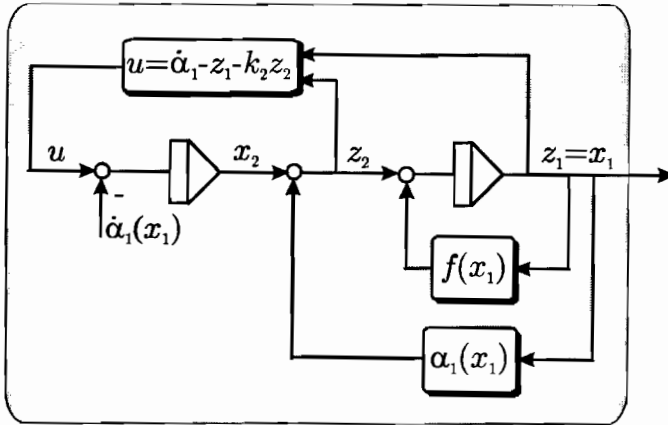 u=α̇₁-z₁-k₂z₂
u
x₂
z₂
z₁=x₁
-
α̇₁(x₁)
f(x₁)
α₁(x₁)